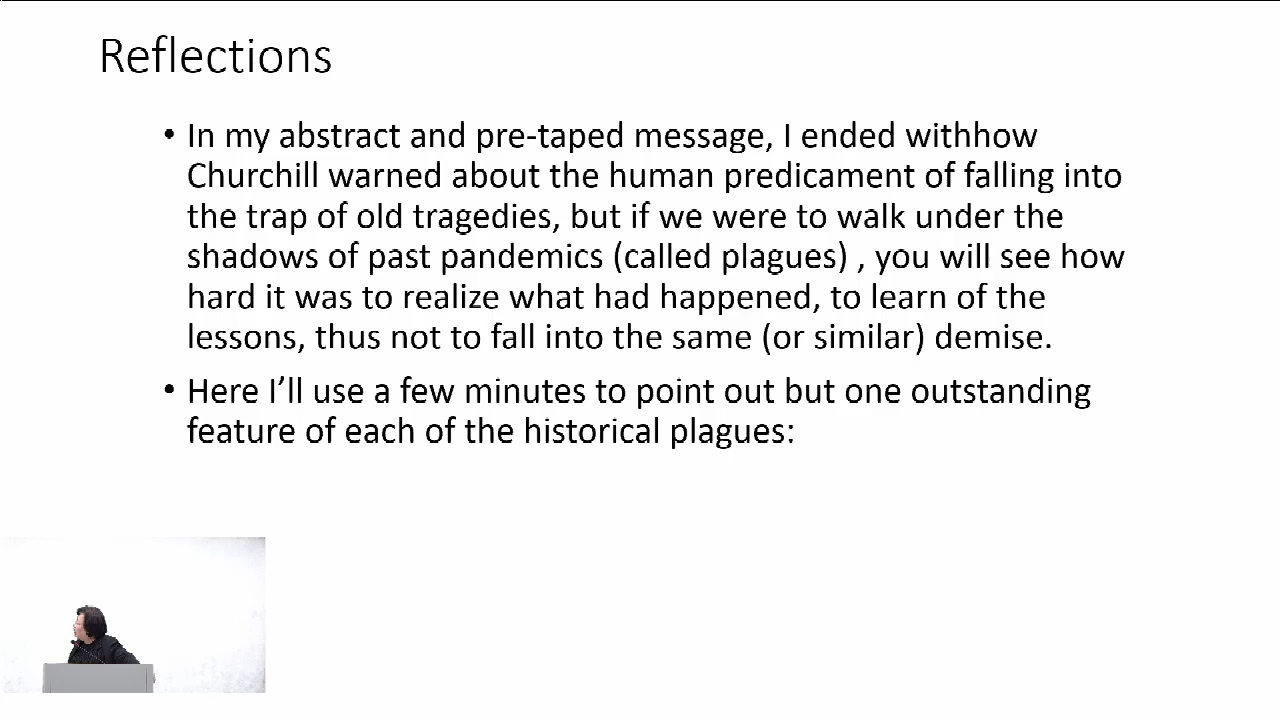 Reflections
• In my abstract and pre-taped message, I ended withhow
Churchill warned about the human predicament of falling into
the trap of old tragedies, but if we were to walk under the
shadows of past pandemics (called plagues) , you will see how
hard it was to realize what had happened, to learn of the
lessons, thus not to fall into the same (or similar) demise.
• Here I’ll use a few minutes to point out but one outstanding
feature of each of the historical plagues: